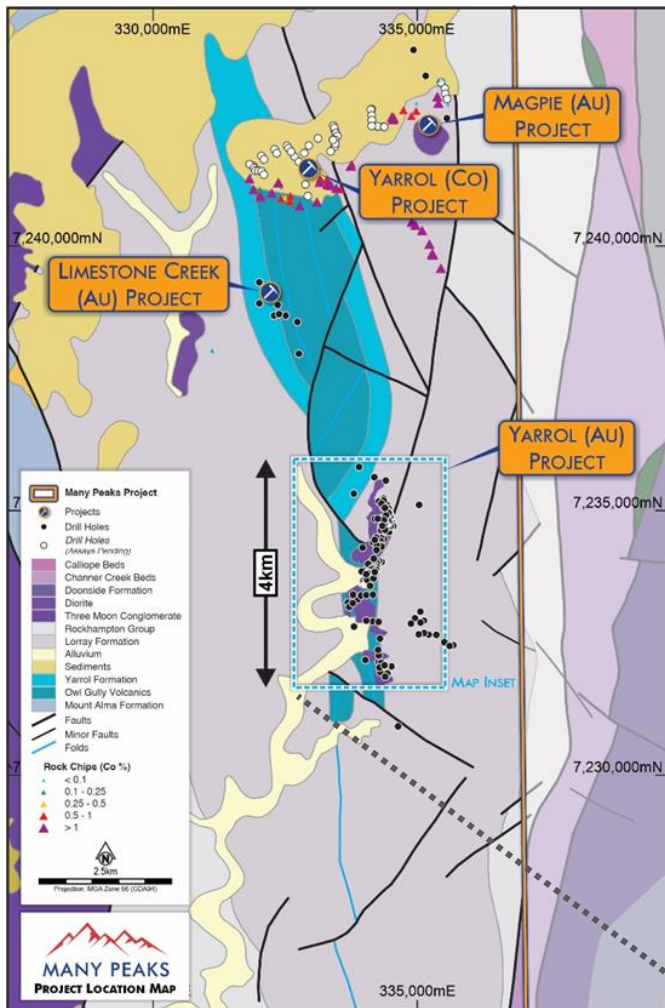 330,000mE
335,000mE
MAGPIE (AU)
PROJECT
YARROL (CO)
PROJECT
7,240,000mN
7,240,000mN
LIMESTONE CREEK
(AU) PROJECT
YARROL (AU)
PROJECT
4km
7,235,000mN
MAP INSET
7,230,000mN
7,230,000mN
Many Peaks Project
Projects
Drill Holes
Drill Holes
(Assays Pending)
Calliope Beds
Channer Creek Beds
Doonside Formation
Diorite
Three Moon Conglomerate
Rockhampton Group
Lorray Formation
Alluvium
Sediments
Yarrol Formation
Owl Gully Volcanics
Mount Alma Formation
Faults
Minor Faults
Folds
Rock Chips (Co %)
< 0.1
0.1 - 0.25
0.25 - 0.5
0.5 - 1
> 1
N
2.5km
Projection: MGA Zone 56 (GDA94)
MANY PEAKS
PROJECT LOCATION MAP
335,000mE